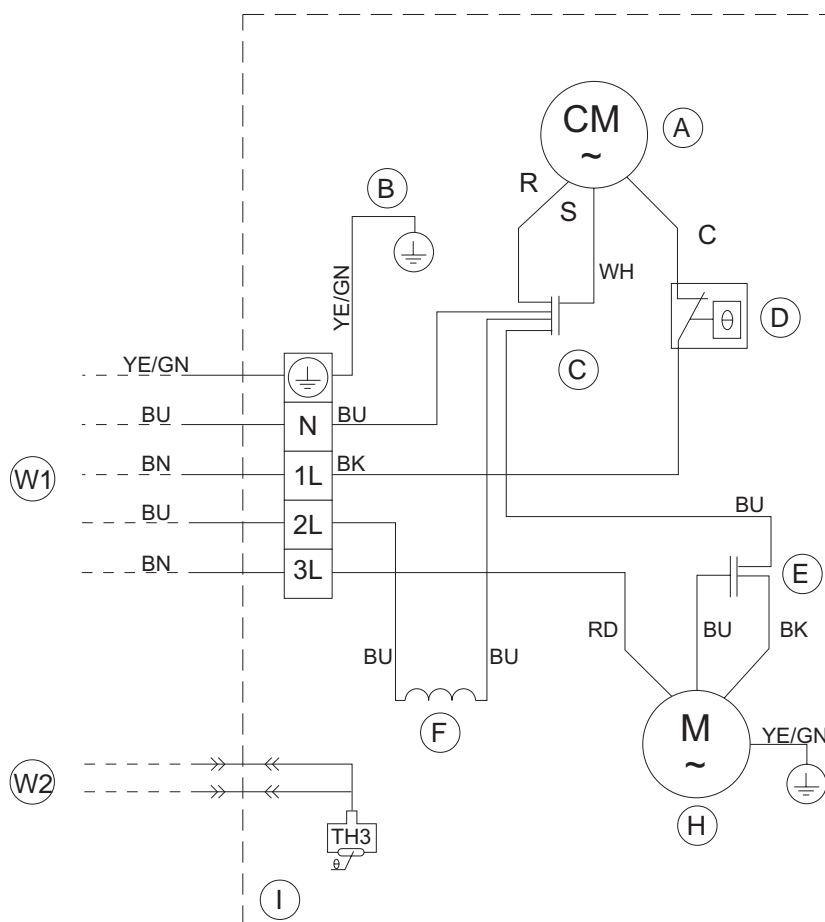 CM
~
A
R
S
C
B
WH
YE/GN
θ
D
C
YE/GN
BU
N
BU
W1
BN
1L
BK
BU
2L
BU
BN
3L
E
RD
BU
BK
BU
BU
F
M
~
YE/GN
H
W2
TH3
θ
I